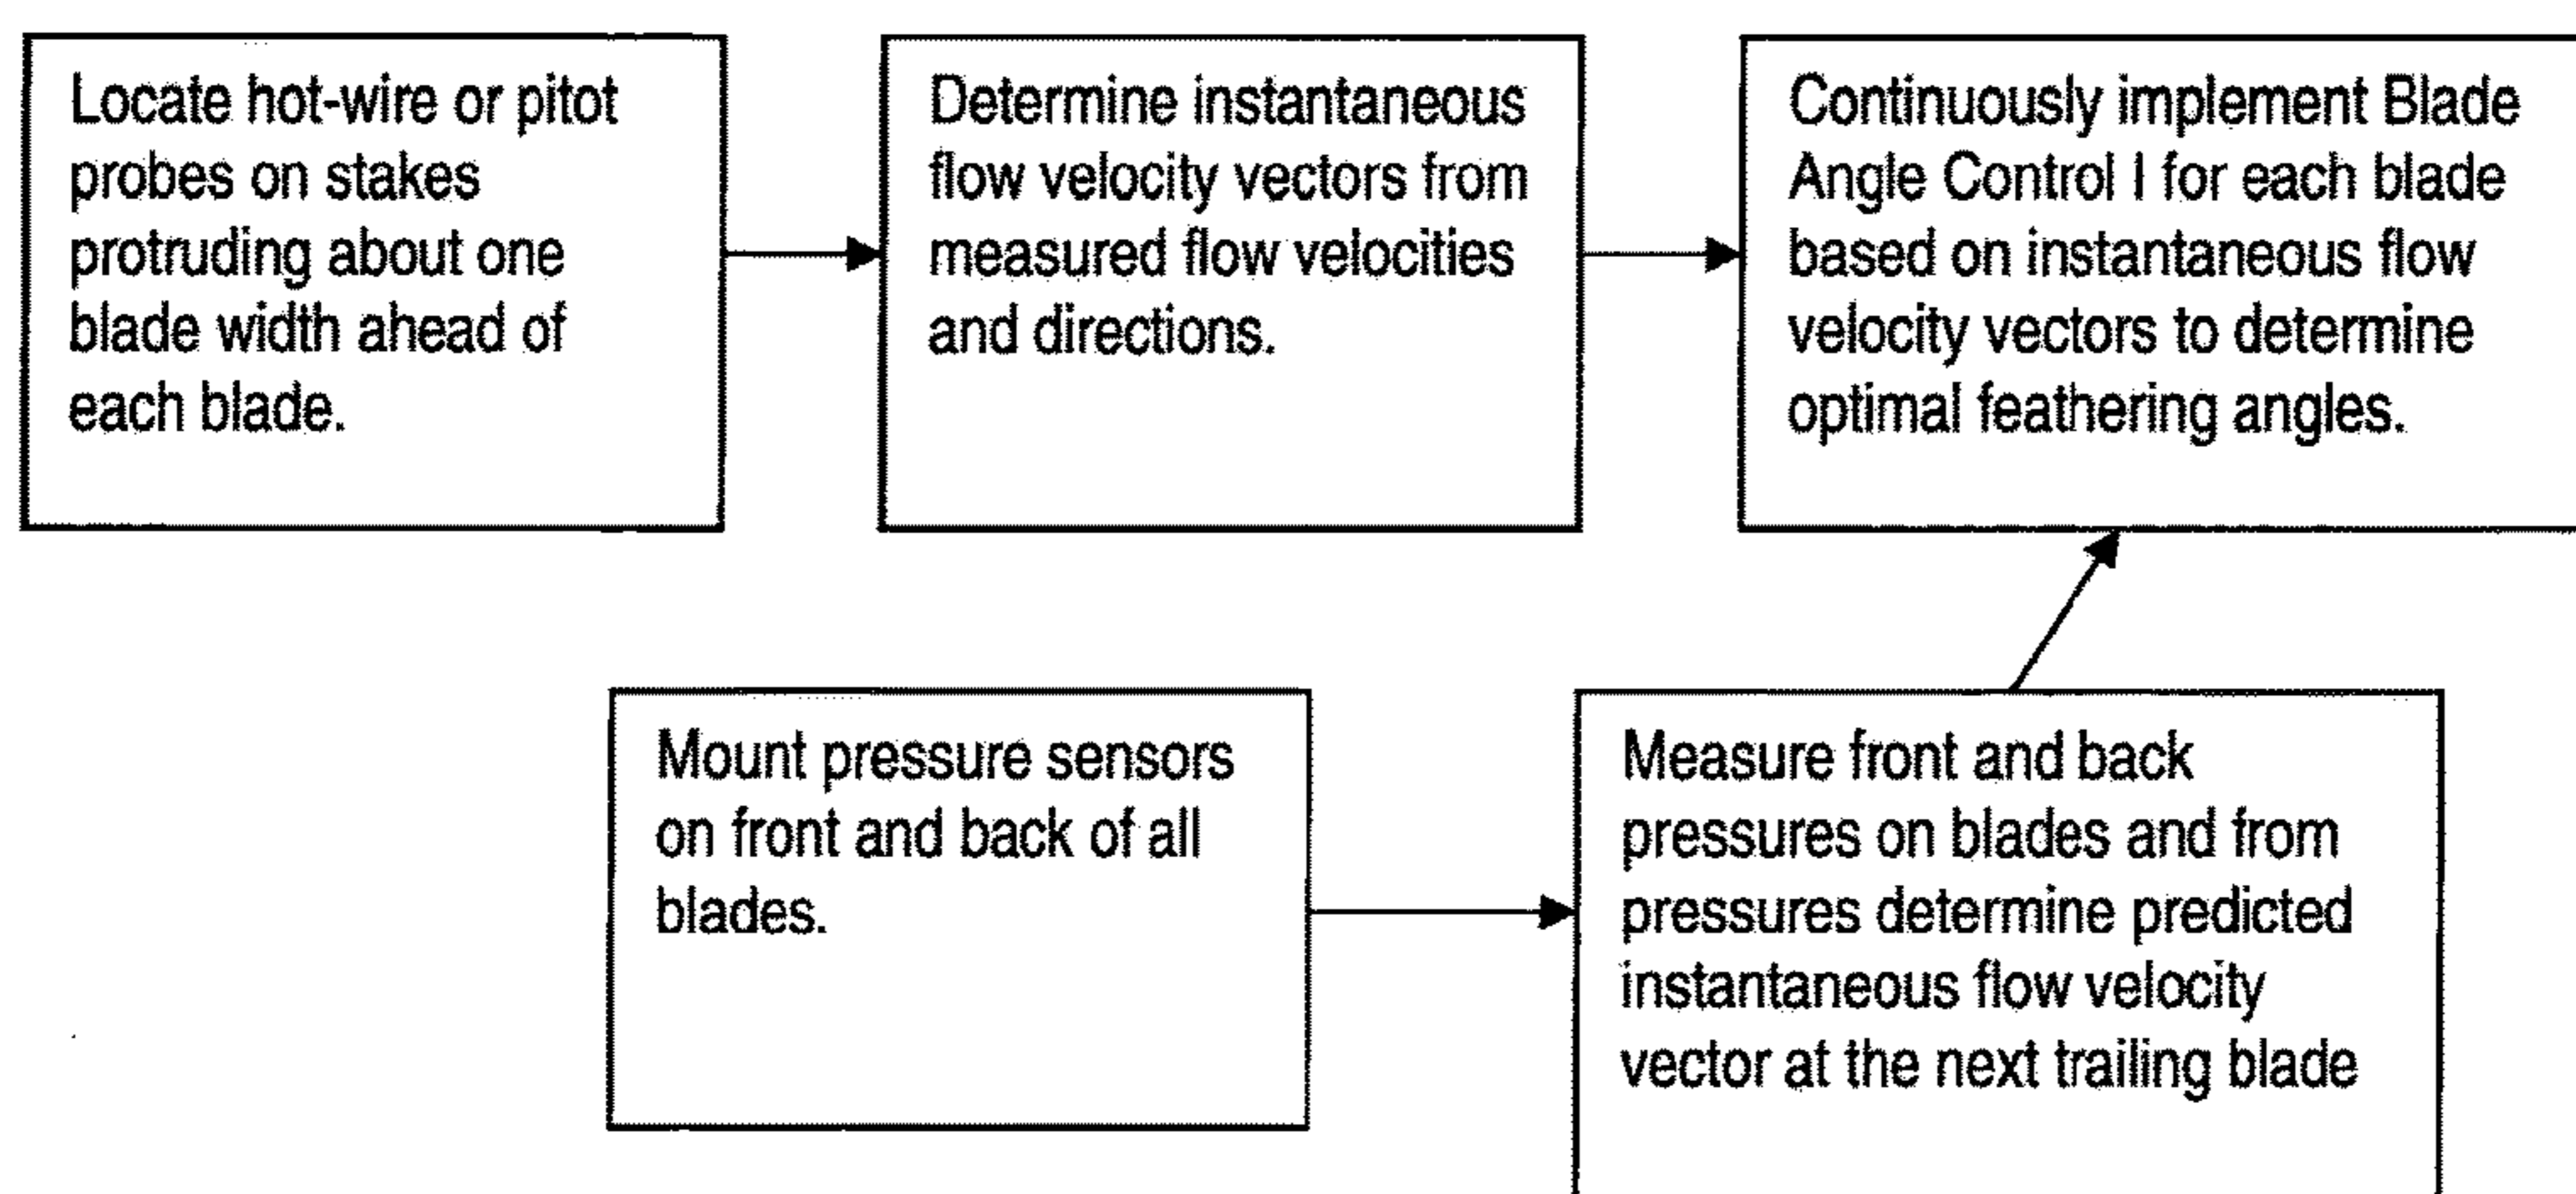 Locate hot-wire or pitot
probes on stakes
protruding about one
blade width ahead of
each blade.
Determine instantaneous
flow velocity vectors from
measured flow velocities
and directions.
Continuously implement Blade
Angle Control I for each blade
based on instantaneous flow
velocity vectors to determine
optimal feathering angles.
Mount pressure sensors
on front and back of all
blades.
Measure front and back
pressures on blades and from
pressures determine predicted
instantaneous flow velocity
vector at the next trailing blade